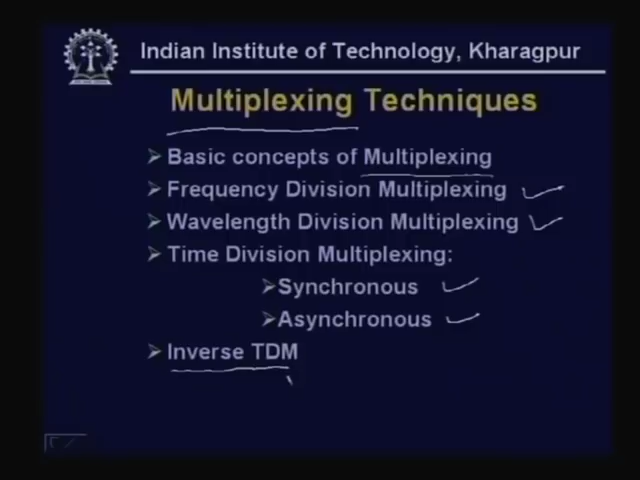 Indian Institute of Technology, Kharagpur
Multiplexing Techniques
➢ Basic concepts of Multiplexing
➢ Frequency Division Multiplexing
➢ Wavelength Division Multiplexing
➢ Time Division Multiplexing:
➢ Synchronous
➢ Asynchronous
➢ Inverse TDM